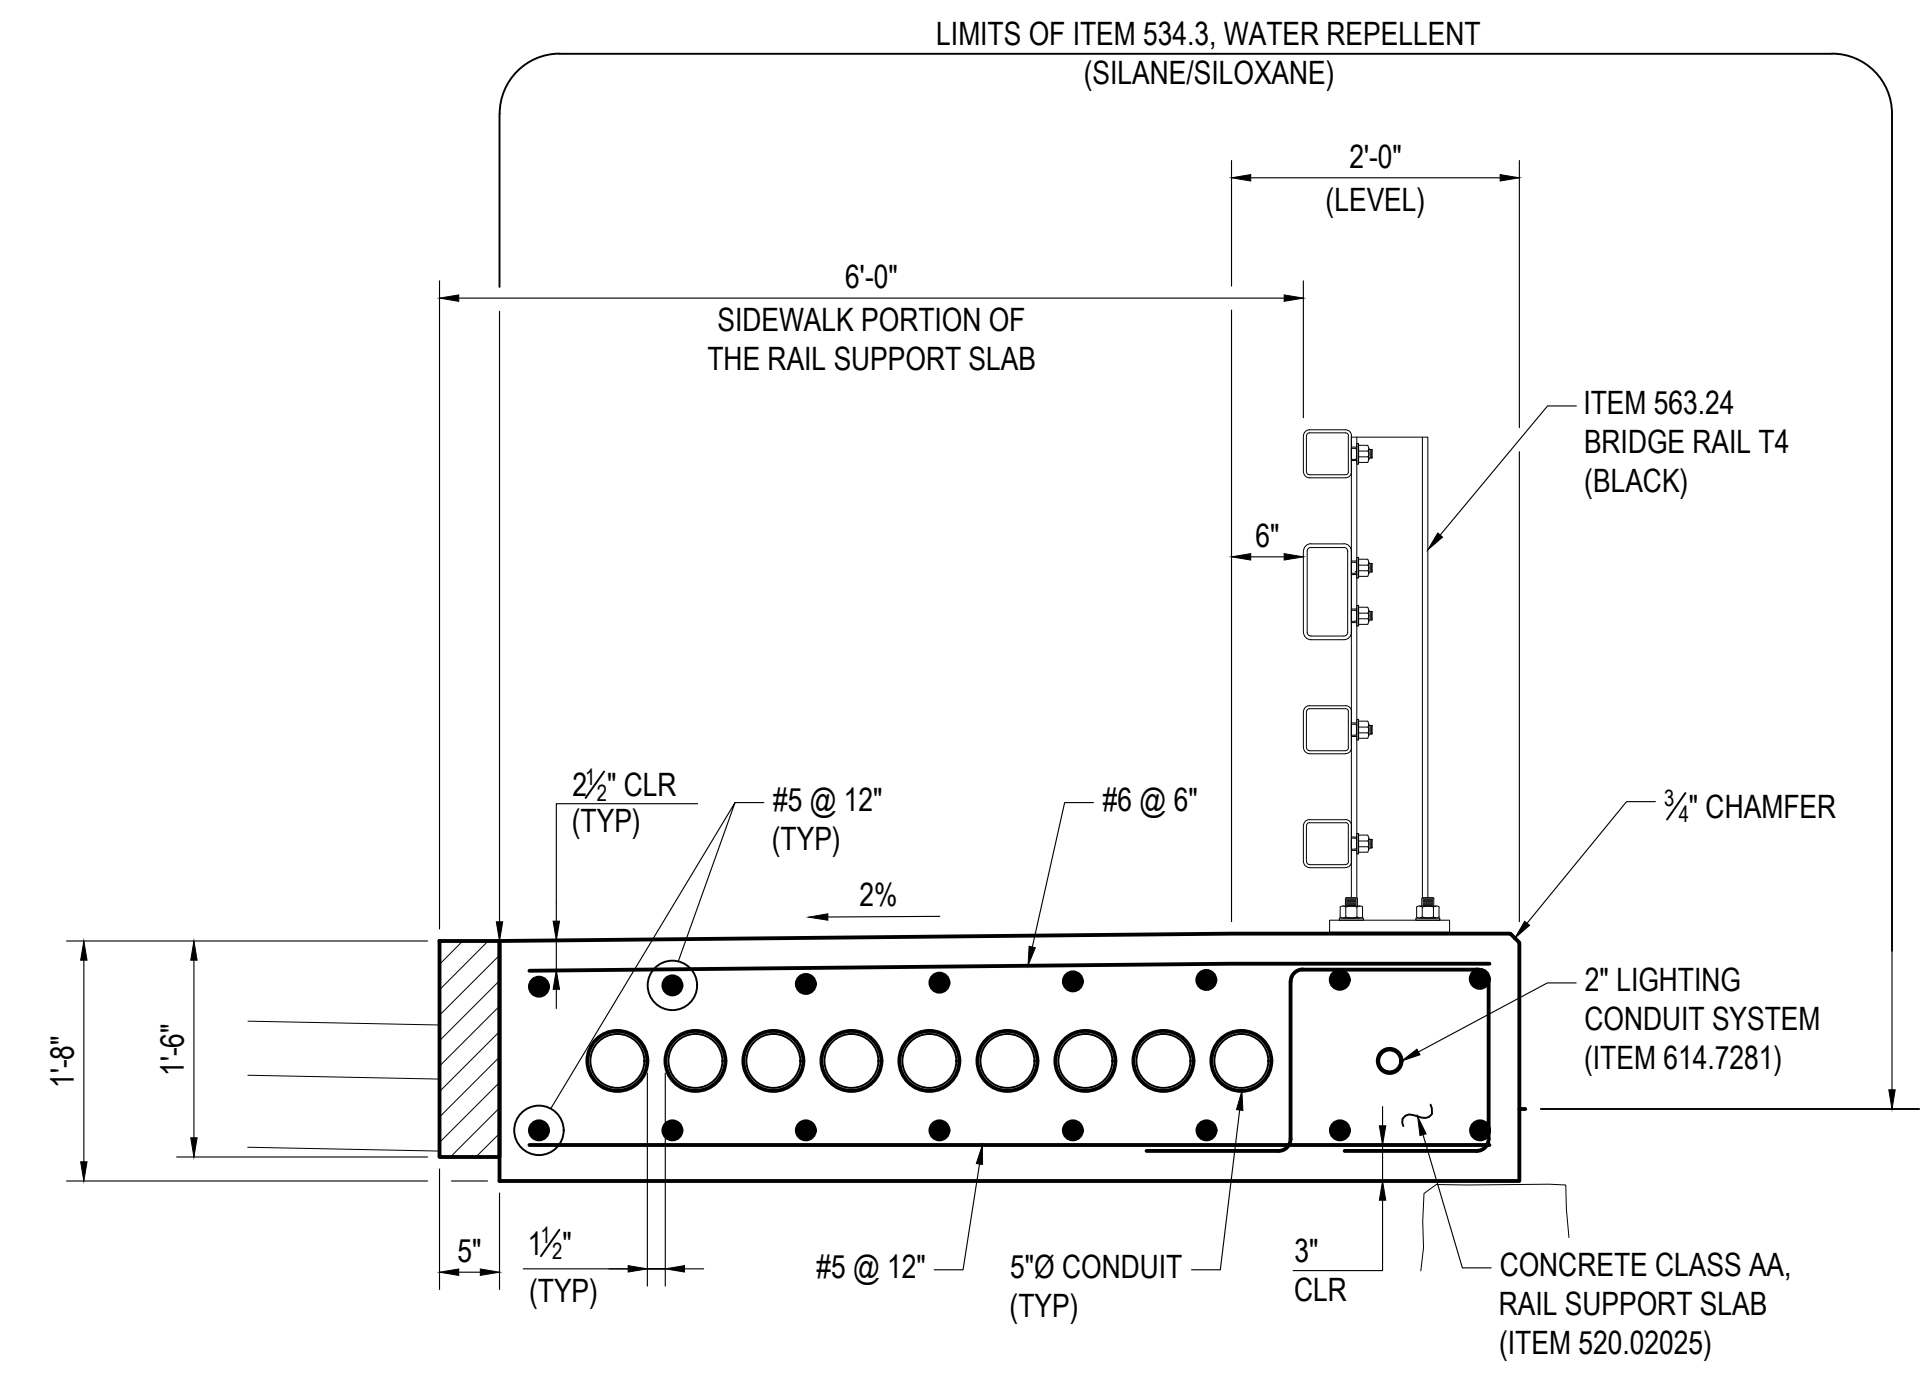 LIMITS OF ITEM 534.3, WATER REPELLENT
(SILANE/SILOXANE)
2'-0"
(LEVEL)
6'-0"
SIDEWALK PORTION OF
THE RAIL SUPPORT SLAB
ITEM 563.24
BRIDGE RAIL T4
(BLACK)
6"
2½" CLR
(TYP)
#5 @ 12"
(TYP)
#6 @ 6"
¾" CHAMFER
2%
2" LIGHTING
CONDUIT SYSTEM
(ITEM 614.7281)
1'-8"
1'-6"
5"
1½"
(TYP)
#5 @ 12"
5"Ø CONDUIT
(TYP)
3"
CLR
CONCRETE CLASS AA,
RAIL SUPPORT SLAB
(ITEM 520.02025)